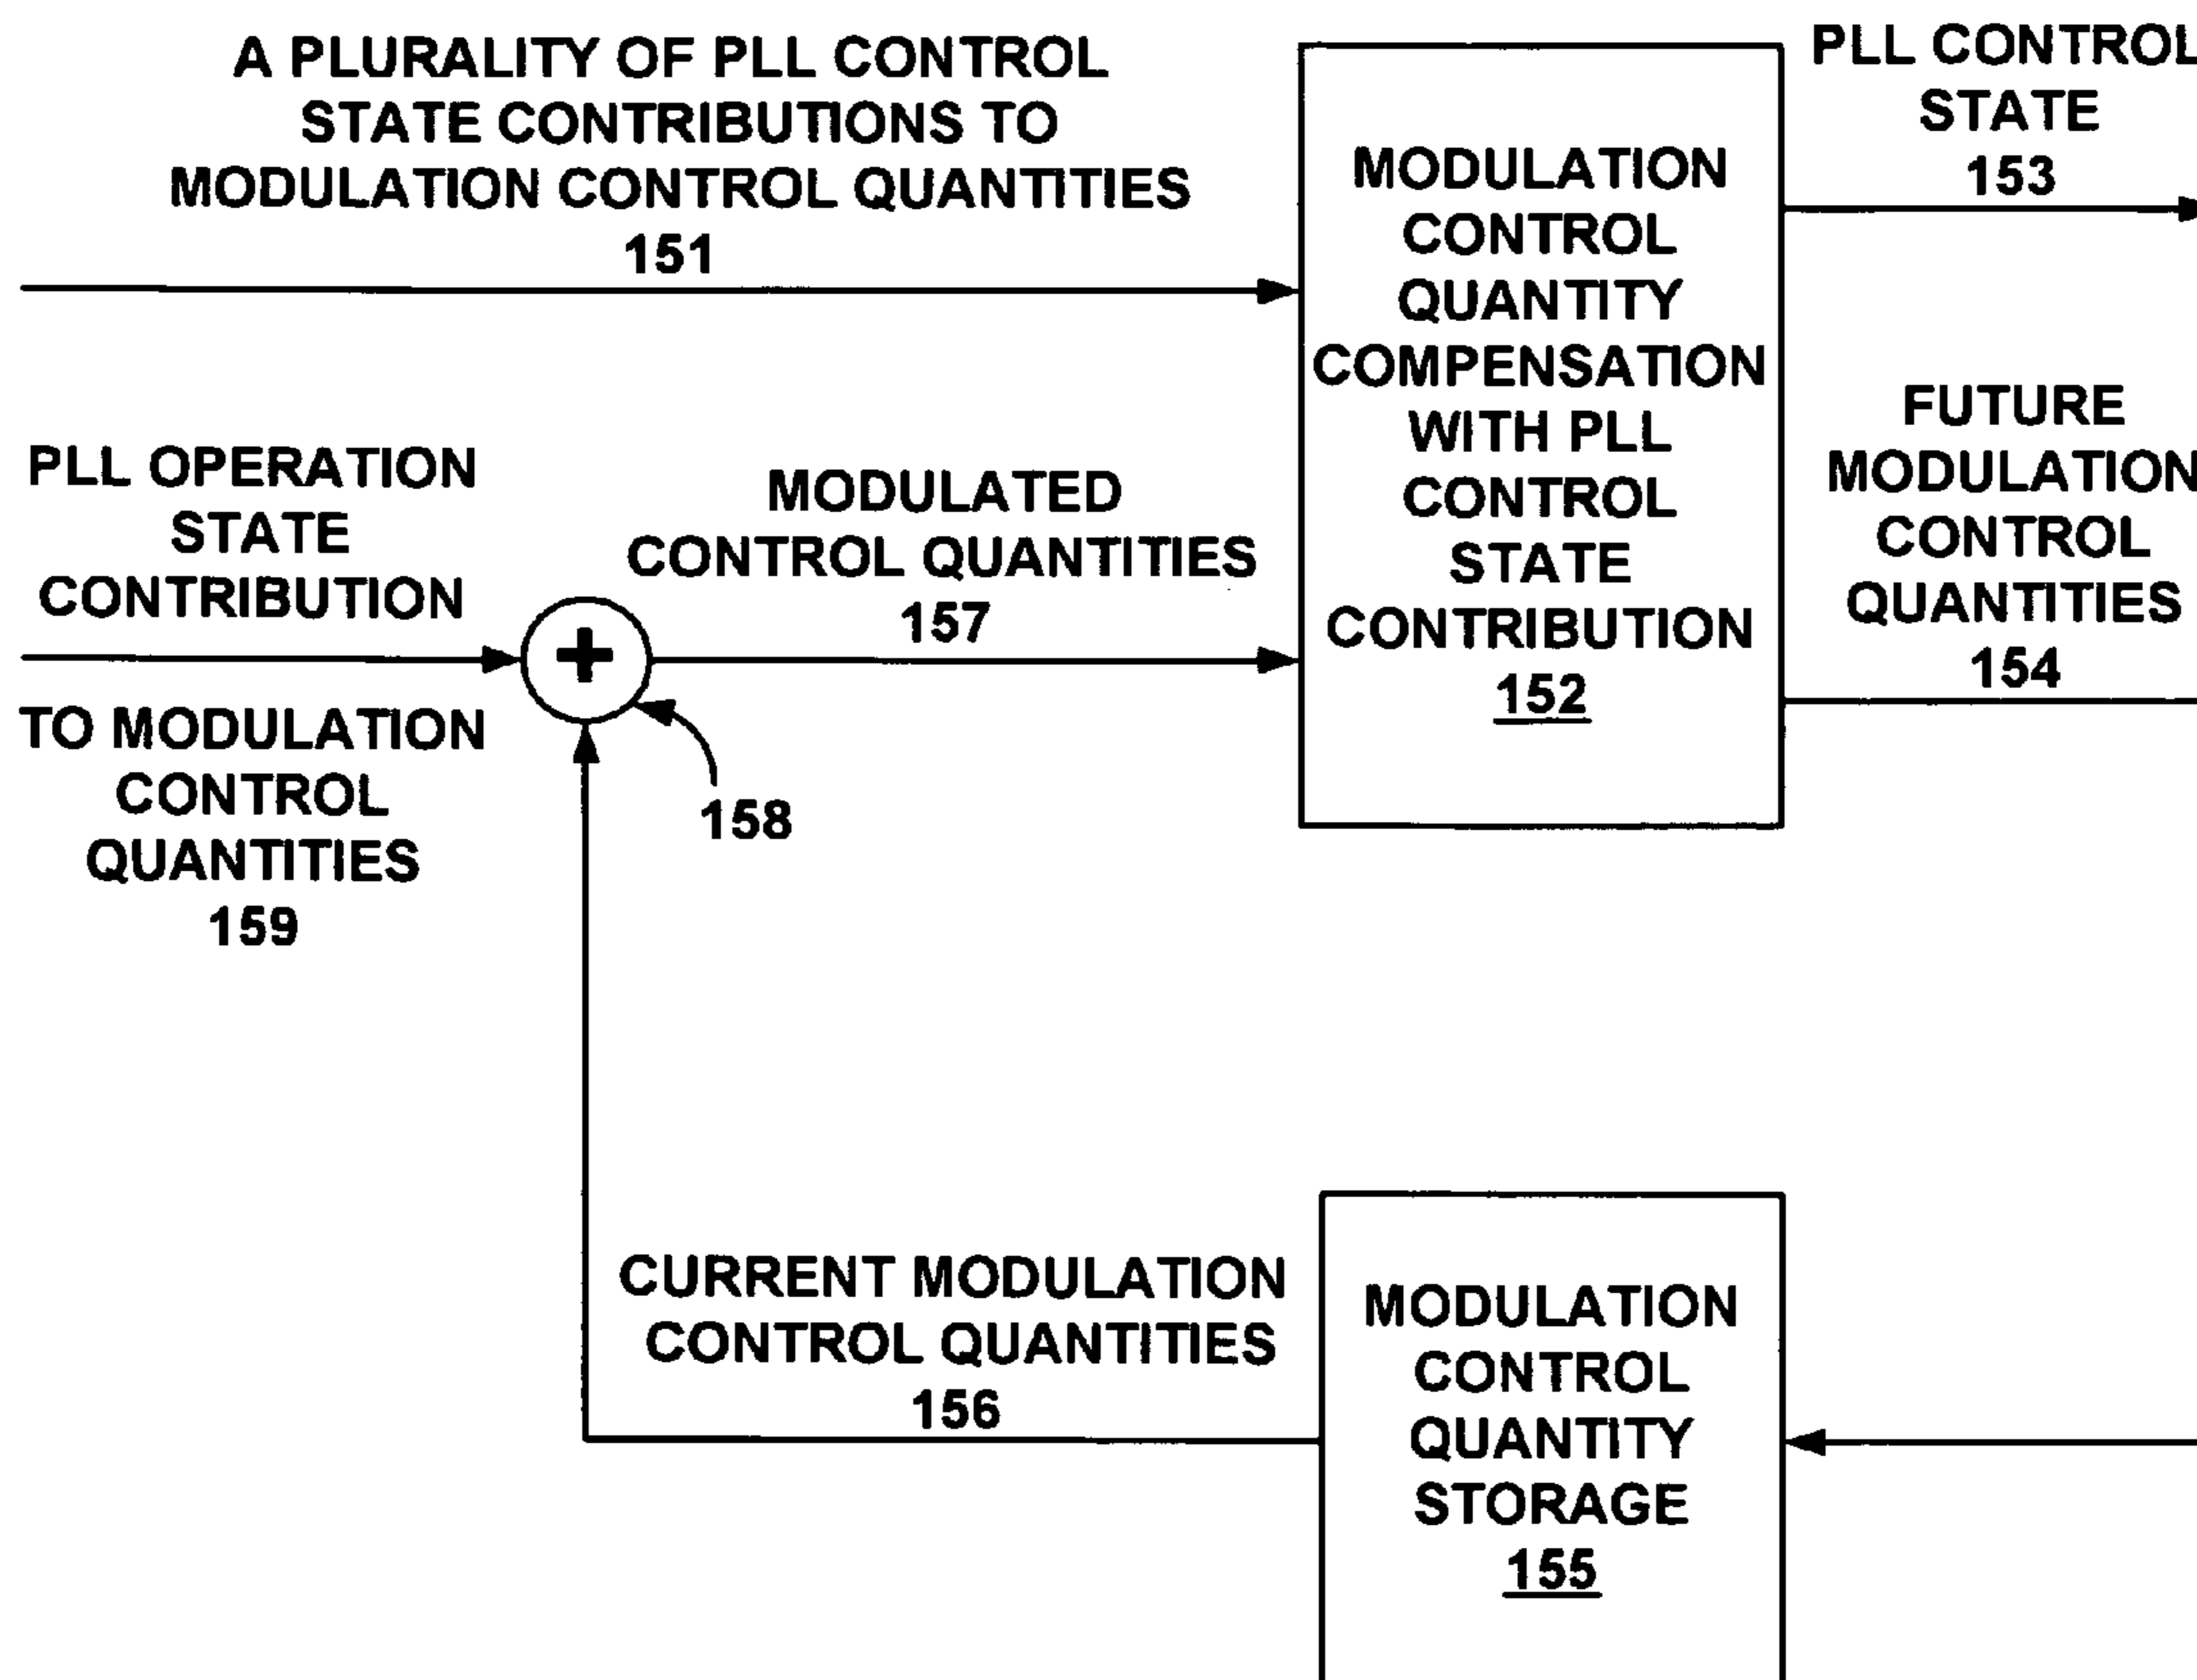 A PLURALITY OF PLL CONTROL
STATE CONTRIBUTIONS TO
MODULATION CONTROL QUANTITIES
151
MODULATION
CONTROL
QUANTITY
COMPENSATION
WITH PLL
CONTROL
STATE
CONTRIBUTION
152
PLL CONTROL
STATE
153
FUTURE
MODULATION
CONTROL
QUANTITIES
154
PLL OPERATION
STATE
CONTRIBUTION
TO MODULATION
CONTROL
QUANTITIES
159
+
MODULATED
CONTROL QUANTITIES
157
158
CURRENT MODULATION
CONTROL QUANTITIES
156
MODULATION
CONTROL
QUANTITY
STORAGE
155